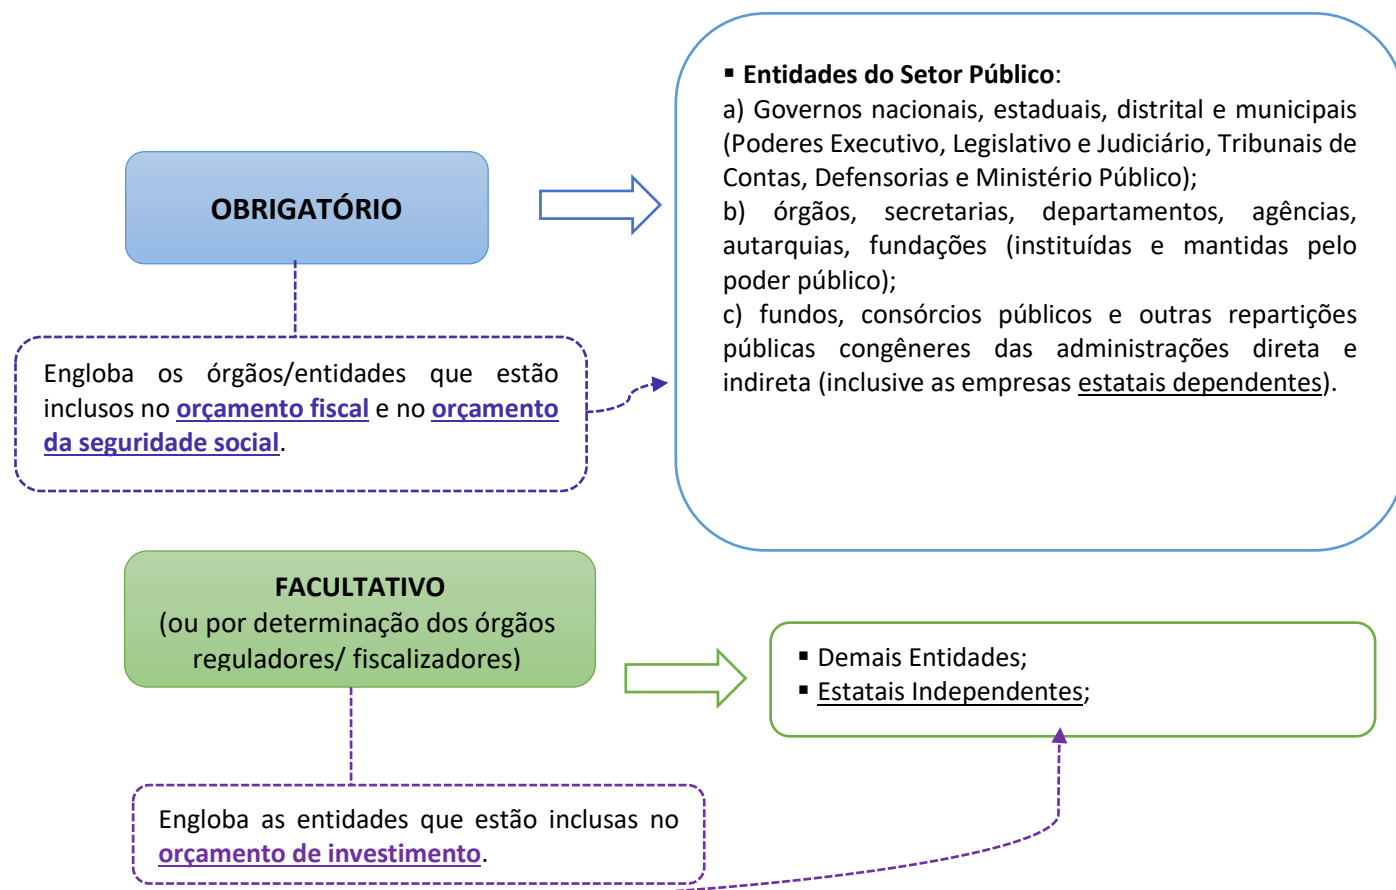 ▪ Entidades do Setor Público:
a) Governos nacionais, estaduais, distrital e municipais
(Poderes Executivo, Legislativo e Judiciário, Tribunais de
Contas, Defensorias e Ministério Público);
b) órgãos, secretarias, departamentos, agências,
autarquias, fundações (instituídas e mantidas pelo
poder público);
c) fundos, consórcios públicos e outras repartições
públicas congêneres das administrações direta e
indireta (inclusive as empresas estatais dependentes).
OBRIGATÓRIO
Engloba os órgãos/entidades que estão
inclusos no orçamento fiscal e no orçamento
da seguridade social.
FACULTATIVO
(ou por determinação dos órgãos
reguladores/ fiscalizadores)
▪ Demais Entidades;
▪ Estatais Independentes;
Engloba as entidades que estão inclusas no
orçamento de investimento.